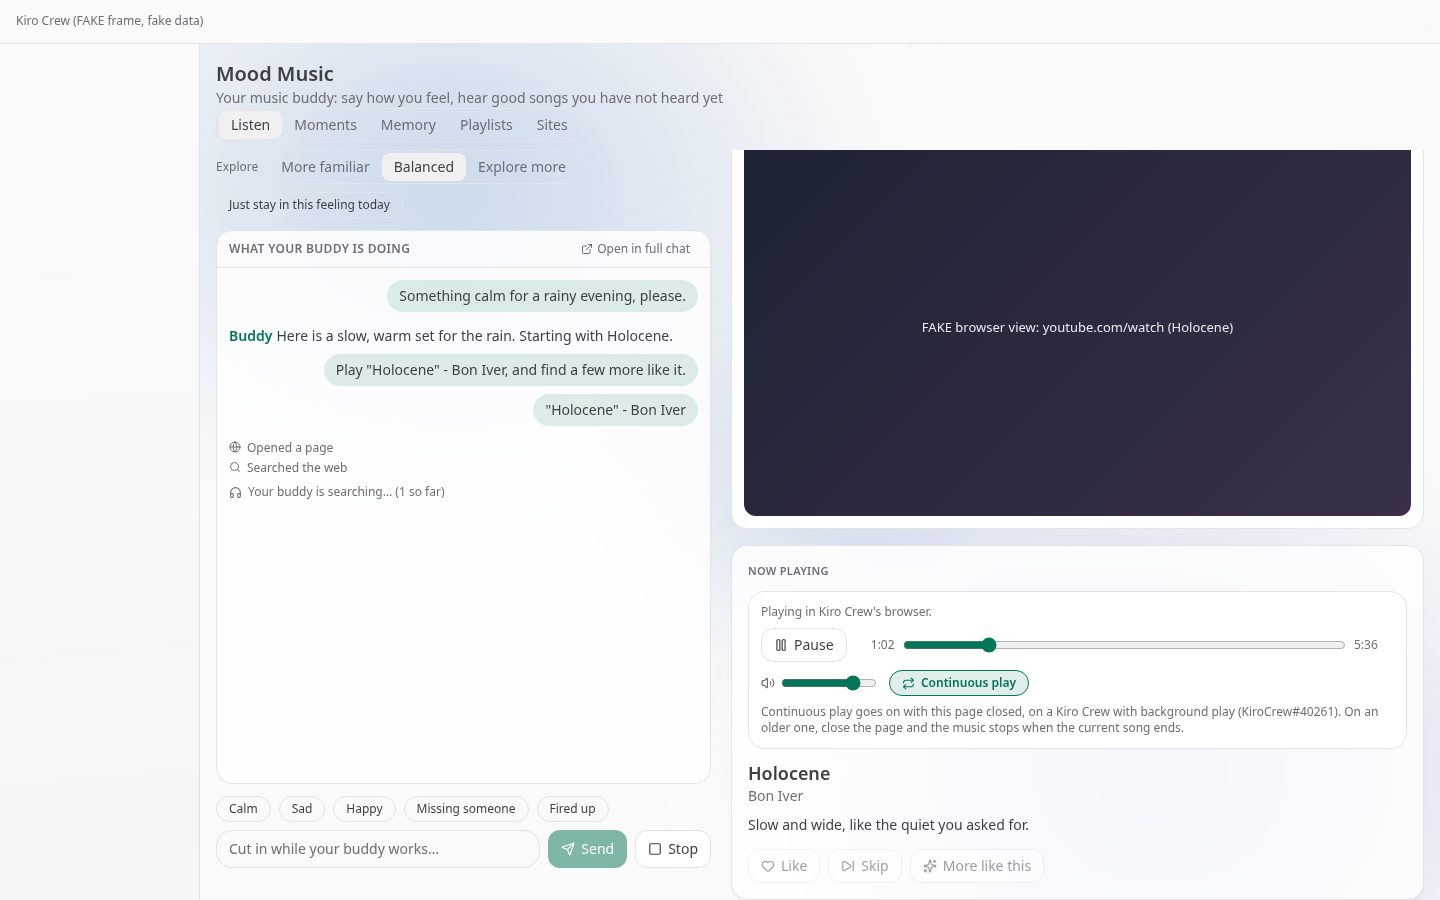 Kiro Crew (FAKE frame, fake data)
Mood Music
Your music buddy: say how you feel, hear good songs you have not heard yet
Listen Moments Memory Playlists Sites
Explore More familiar Balanced Explore more
Just stay in this feeling today
WHAT YOUR BUDDY IS DOING Open in full chat
Something calm for a rainy evening, please.
Buddy Here is a slow, warm set for the rain. Starting with Holocene.
Play "Holocene" - Bon Iver, and find a few more like it.
"Holocene" - Bon Iver
Opened a page
Searched the web
Your buddy is searching... (1 so far)
Calm Sad Happy Missing someone Fired up
Cut in while your buddy works...
Send Stop
FAKE browser view: youtube.com/watch (Holocene)
NOW PLAYING
Playing in Kiro Crew's browser.
Pause 1:02 5:36
Continuous play
Continuous play goes on with this page closed, on a Kiro Crew with background play (KiroCrew#40261). On an
older one, close the page and the music stops when the current song ends.
Holocene
Bon Iver
Slow and wide, like the quiet you asked for.
Like Skip More like this